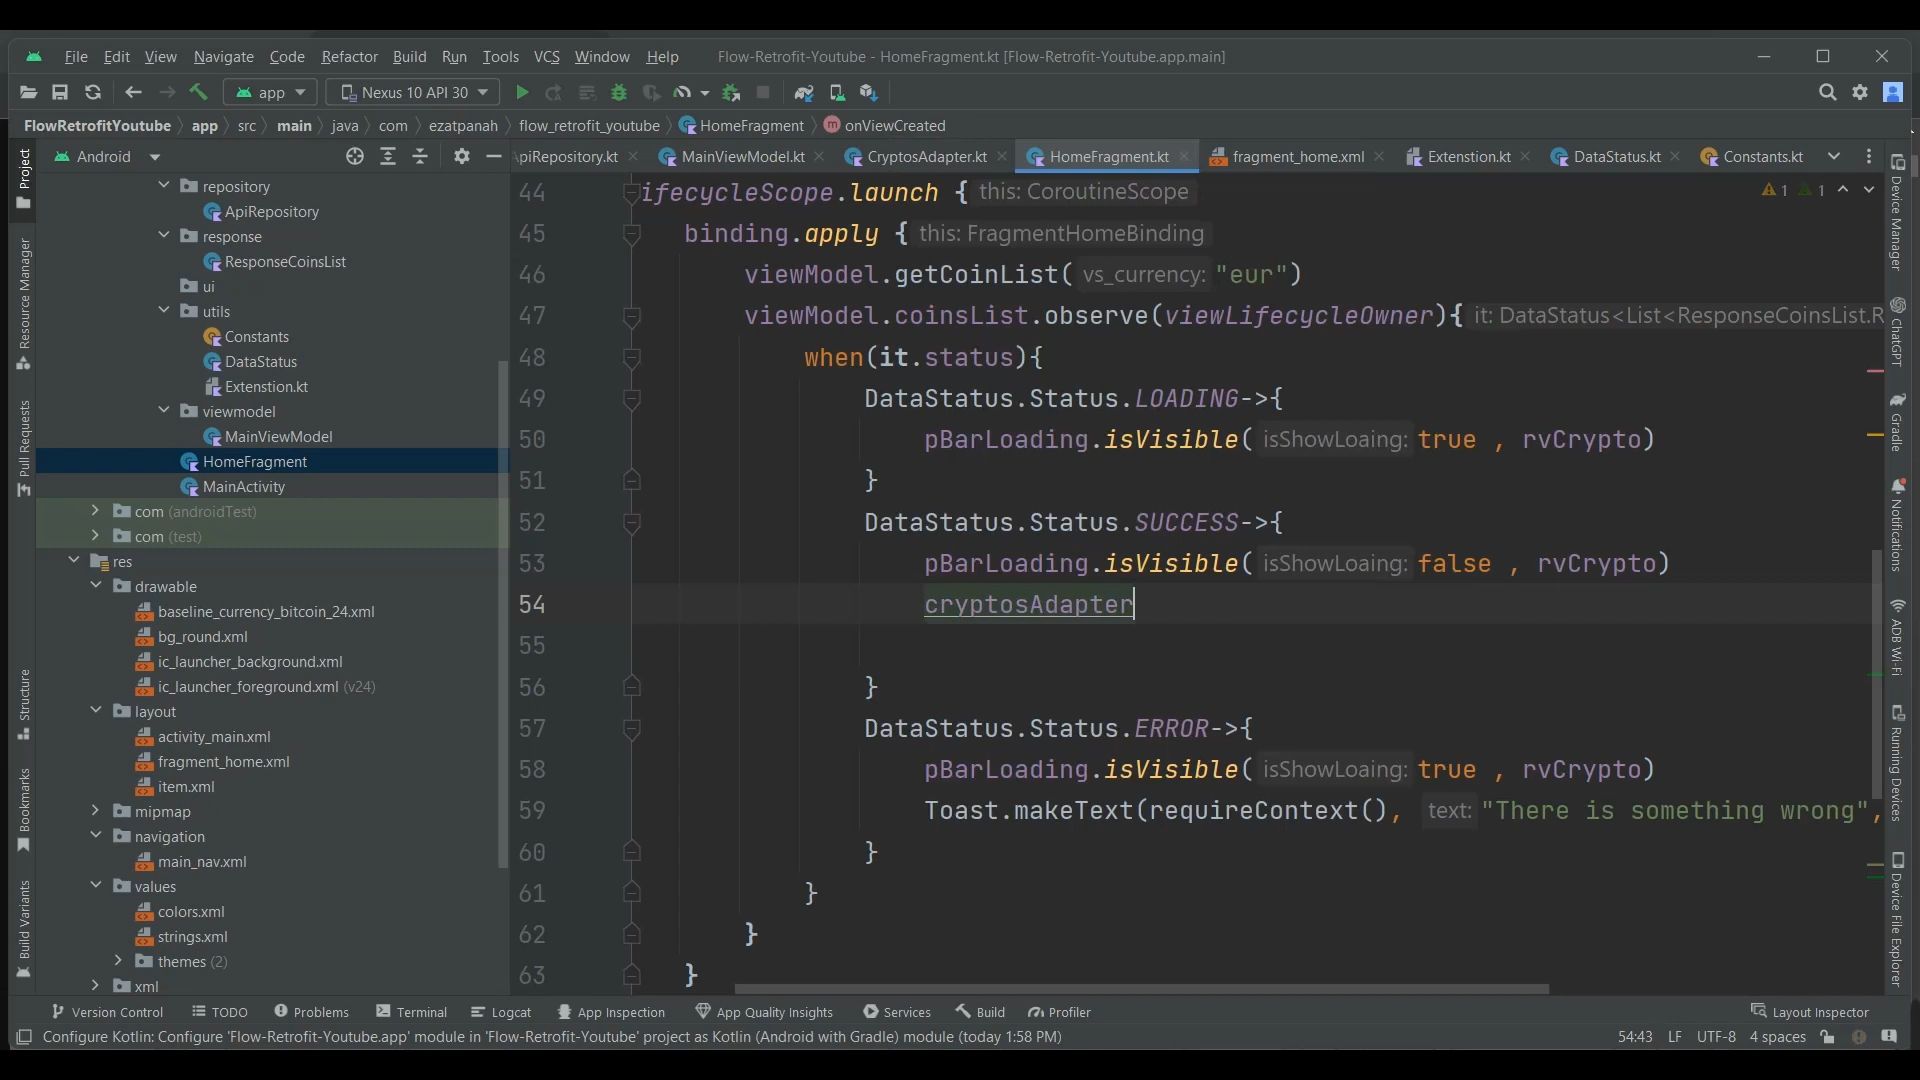 File Edit View Navigate Code Refactor Build Run Tools VCS Window Help Flow-Retrofit-Youtube - HomeFragment.kt [Flow-Retrofit-Youtube.app.main]
app Nexus 10 API 30
FlowRetrofitYoutube app src main java com ezatpanah flow_retrofit_youtube HomeFragment onViewCreated
Android
piRepository.kt MainViewModel.kt CryptosAdapter.kt HomeFragment.kt fragment_home.xml Extenstion.kt DataStatus.kt Constants.kt
Project
Resource Manager
Pull Requests
Structure
Bookmarks
Build Variants
repository
ApiRepository
response
ResponseCoinsList
ui
utils
Constants
DataStatus
Extenstion.kt
viewmodel
MainViewModel
HomeFragment
MainActivity
com (androidTest)
com (test)
res
drawable
baseline_currency_bitcoin_24.xml
bg_round.xml
ic_launcher_background.xml
ic_launcher_foreground.xml (v24)
layout
activity_main.xml
fragment_home.xml
item.xml
mipmap
navigation
main_nav.xml
values
colors.xml
strings.xml
themes (2)
xml
44 ifecycleScope.launch { this: CoroutineScope
45 binding.apply { this: FragmentHomeBinding
46 viewModel.getCoinList( vs_currency: "eur")
47 viewModel.coinsList.observe(viewLifecycleOwner){ it: DataStatus<List<ResponseCoinsList.R
48 when(it.status){
49 DataStatus.Status.LOADING->{
50 pBarLoading.isVisible( isShowLoaing: true , rvCrypto)
51 }
52 DataStatus.Status.SUCCESS->{
53 pBarLoading.isVisible( isShowLoaing: false , rvCrypto)
54 cryptosAdapter
55
56 }
57 DataStatus.Status.ERROR->{
58 pBarLoading.isVisible( isShowLoaing: true , rvCrypto)
59 Toast.makeText(requireContext(), text: "There is something wrong",
60 }
61 }
62 }
63 }
1 1
Device Manager
ChatGPT
Gradle
Notifications
ADB Wi-Fi
Running Devices
Device File Explorer
Version Control TODO Problems Terminal Logcat App Inspection App Quality Insights Services Build Profiler Layout Inspector
Configure Kotlin: Configure 'Flow-Retrofit-Youtube.app' module in 'Flow-Retrofit-Youtube' project as Kotlin (Android with Gradle) module (today 1:58 PM) 54:43 LF UTF-8 4 spaces